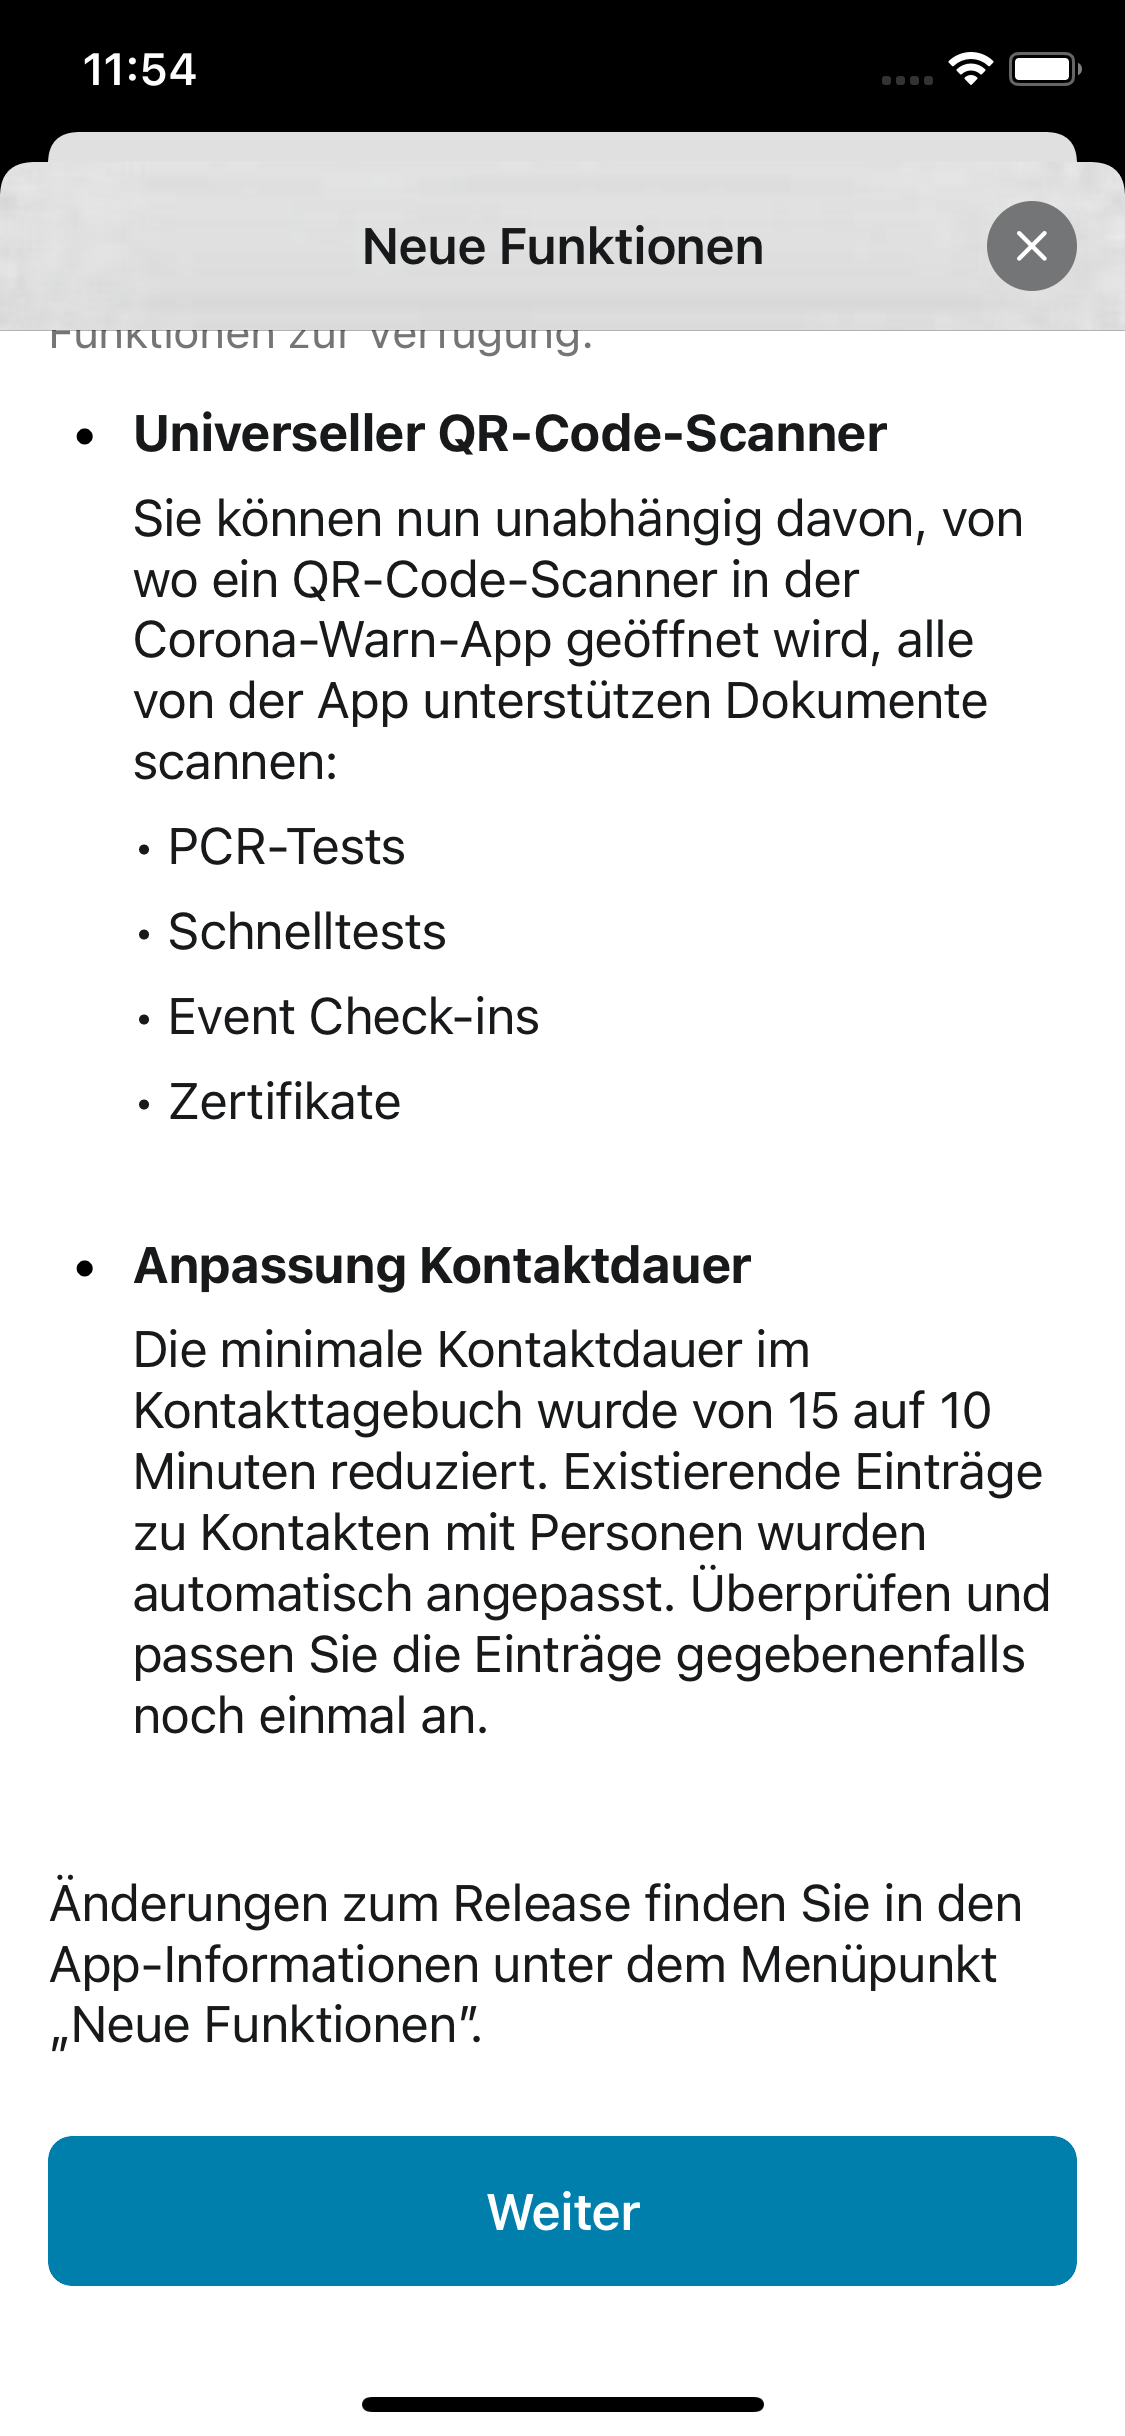 11:54
Neue Funktionen
Funktionen zur Verfügung.
• Universeller QR-Code-Scanner
Sie können nun unabhängig davon, von
wo ein QR-Code-Scanner in der
Corona-Warn-App geöffnet wird, alle
von der App unterstützen Dokumente
scannen:
• PCR-Tests
• Schnelltests
• Event Check-ins
• Zertifikate
• Anpassung Kontaktdauer
Die minimale Kontaktdauer im
Kontakttagebuch wurde von 15 auf 10
Minuten reduziert. Existierende Einträge
zu Kontakten mit Personen wurden
automatisch angepasst. Überprüfen und
passen Sie die Einträge gegebenenfalls
noch einmal an.
Änderungen zum Release finden Sie in den
App-Informationen unter dem Menüpunkt
„Neue Funktionen”.
Weiter